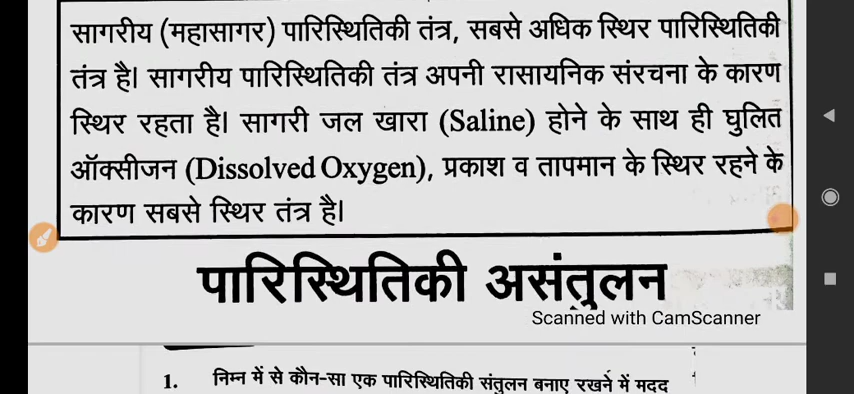 सागरीय (महासागर) पारिस्थितिकी तंत्र, सबसे अधिक स्थिर पारिस्थितिकी
तंत्र है। सागरीय पारिस्थितिकी तंत्र अपनी रासायनिक संरचना के कारण
स्थिर रहता है। सागरी जल खारा (Saline) होने के साथ ही घुलित
ऑक्सीजन (Dissolved Oxygen), प्रकाश व तापमान के स्थिर रहने के
कारण सबसे स्थिर तंत्र है।
पारिस्थितिकी असंतुलन
Scanned with CamScanner
1. निम्न में से कौन-सा एक पारिस्थितिकी संतुलन बनाए रखने में मदद